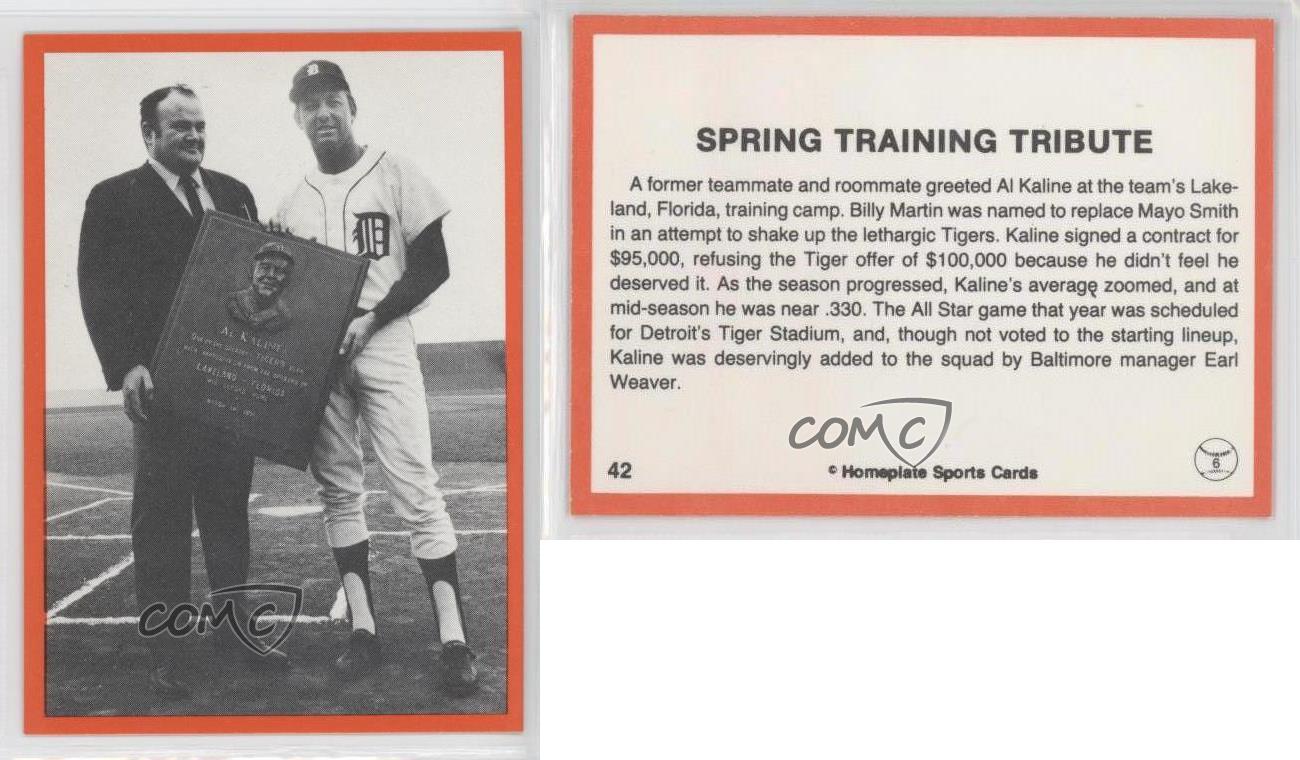 AL KALINE
LAKELAND FLORIDA
COMC
SPRING TRAINING TRIBUTE
A former teammate and roommate greeted Al Kaline at the team's Lake-
land, Florida, training camp. Billy Martin was named to replace Mayo Smith
in an attempt to shake up the lethargic Tigers. Kaline signed a contract for
$95,000, refusing the Tiger offer of $100,000 because he didn't feel he
deserved it. As the season progressed, Kaline's average zoomed, and at
mid-season he was near .330. The All Star game that year was scheduled
for Detroit's Tiger Stadium, and, though not voted to the starting lineup,
Kaline was deservingly added to the squad by Baltimore manager Earl
Weaver.
COMC
42
© Homeplate Sports Cards
6